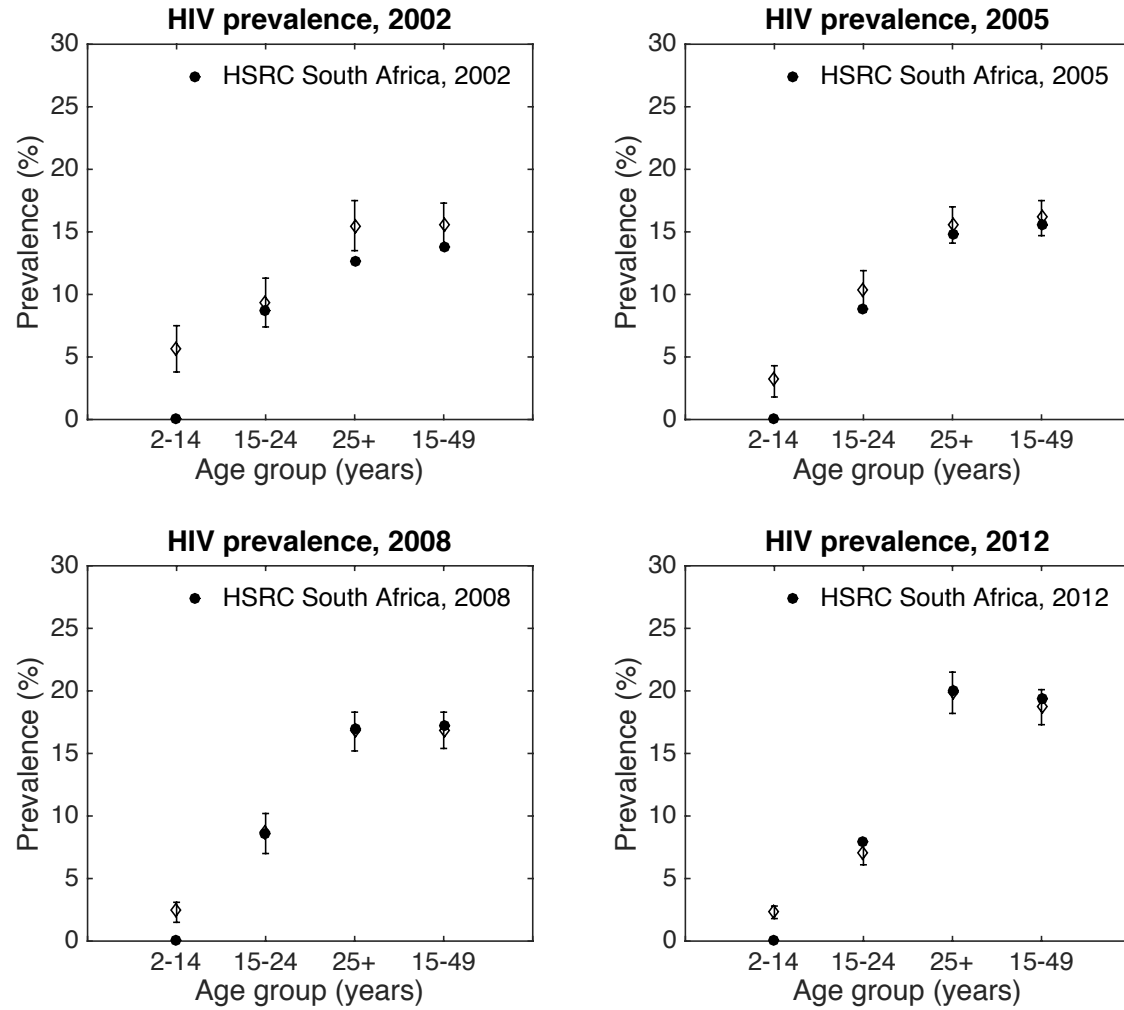 HIV prevalence, 2002
HSRC South Africa, 2002
Prevalence (%)
30
25
20
15
10
5
0
2-14 15-24 25+ 15-49
Age group (years)
HIV prevalence, 2005
HSRC South Africa, 2005
Prevalence (%)
30
25
20
15
10
5
0
2-14 15-24 25+ 15-49
Age group (years)
HIV prevalence, 2008
HSRC South Africa, 2008
Prevalence (%)
30
25
20
15
10
5
0
2-14 15-24 25+ 15-49
Age group (years)
HIV prevalence, 2012
HSRC South Africa, 2012
Prevalence (%)
30
25
20
15
10
5
0
2-14 15-24 25+ 15-49
Age group (years)